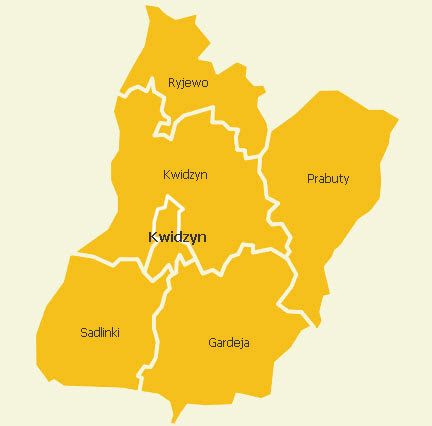 Ryjewo
Kwidzyn
Prabuty
Kwidzyn
Sadlinki
Gardeja